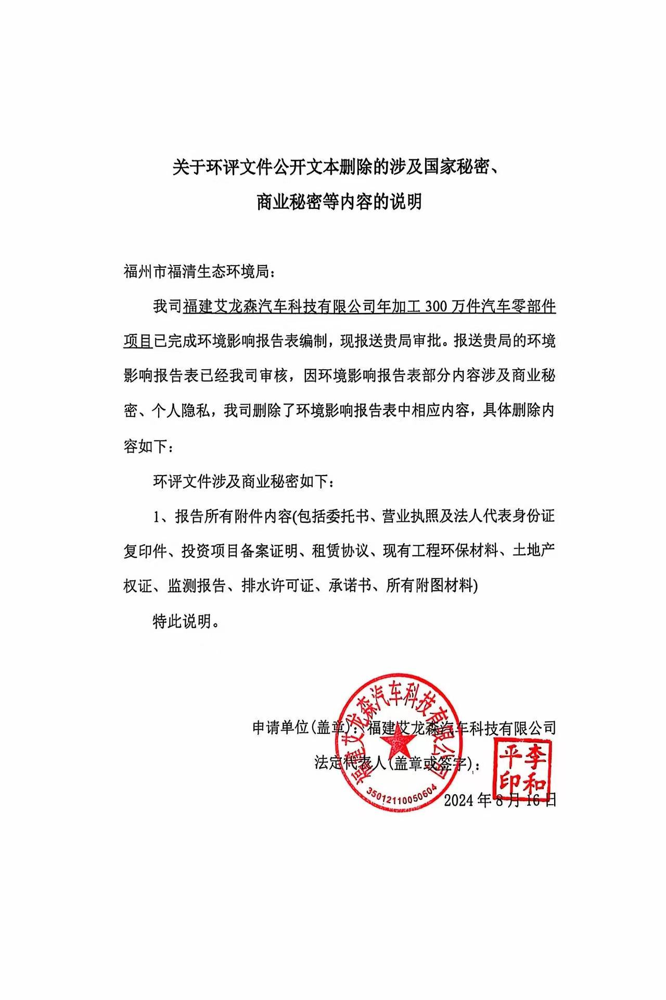 关于环评文件公开文本删除的涉及国家秘密、
商业秘密等内容的说明
福州市福清生态环境局：
我司福建艾龙森汽车科技有限公司年加工 300 万件汽车零部件
项目已完成环境影响报告表编制，现报送贵局审批。报送贵局的环境
影响报告表已经我司审核，因环境影响报告表部分内容涉及商业秘
密、个人隐私，我司删除了环境影响报告表中相应内容，具体删除内
容如下：
环评文件涉及商业秘密如下：
1、报告所有附件内容(包括委托书、营业执照及法人代表身份证
复印件、投资项目备案证明、租赁协议、现有工程环保材料、土地产
权证、监测报告、排水许可证、承诺书、所有附图材料)
特此说明。
申请单位(盖章)：福建艾龙森汽车科技有限公司
法定代表人(盖章或签字)：
2024 年 8 月 16 日
福建艾龙森汽车科技有限公司
35012110050604
李和平印